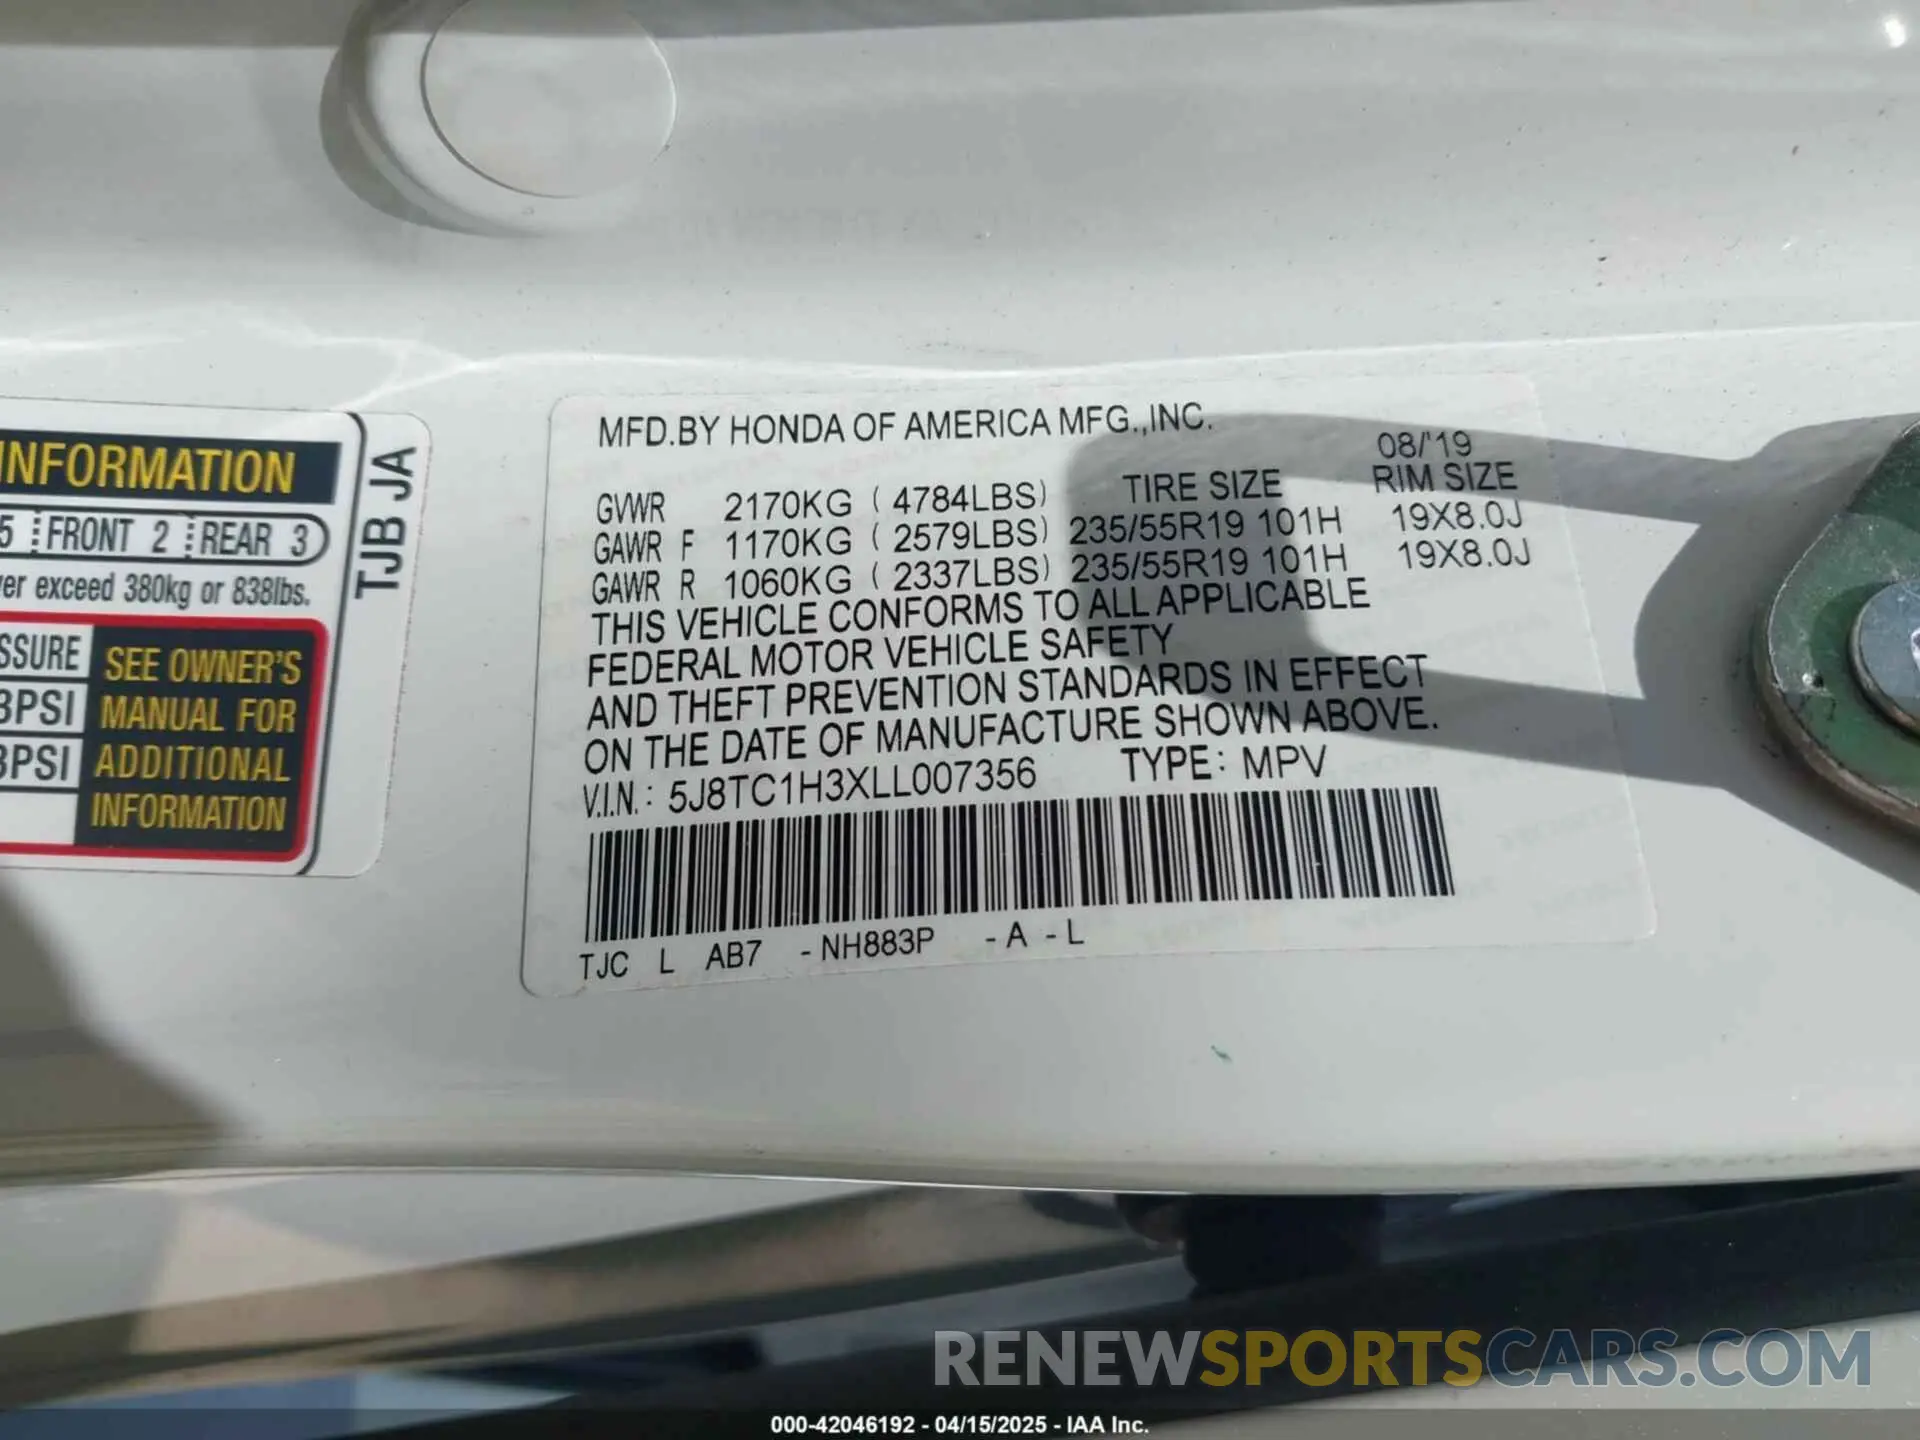 INFORMATION
5 FRONT 2 REAR 3
exceed 380kg or 838lbs.
3PSI
3PSI
SEE OWNER'S
MANUAL FOR
ADDITIONAL
INFORMATION
TJB JA
MFD.BY HONDA OF AMERICA MFG.,INC.
08/'19
GVWR 2170KG ( 4784LBS) TIRE SIZE RIM SIZE
GAWR F 1170KG ( 2579LBS) 235/55R19 101H 19X8.0J
GAWR R 1060KG ( 2337LBS) 235/55R19 101H 19X8.0J
THIS VEHICLE CONFORMS TO ALL APPLICABLE
FEDERAL MOTOR VEHICLE SAFETY
AND THEFT PREVENTION STANDARDS IN EFFECT
ON THE DATE OF MANUFACTURE SHOWN ABOVE.
V.I.N.: 5J8TC1H3XLL007356 TYPE: MPV
TJC L AB7 -NH883P -A -L
RENEWSPORTSCARS.COM
000-42046192 - 04/15/2025 - IAA Inc.